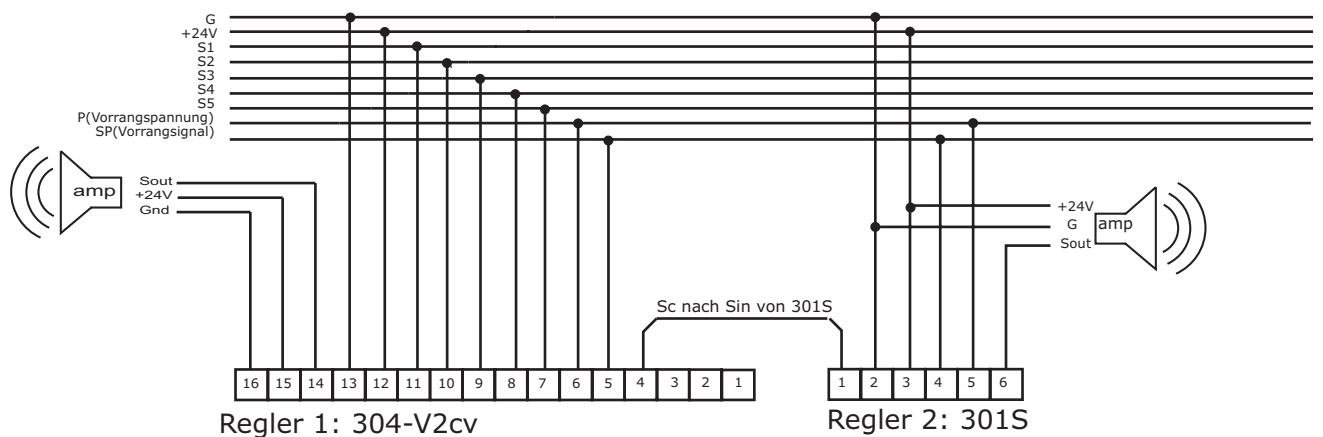 G
+24V
S1
S2
S3
S4
S5
P(Vorrangspannung)
SP(Vorrangsignal)
amp
Sout
+24V
Gnd
+24V
G
Sout
amp
Sc nach Sin von 301S
16 15 14 13 12 11 10 9 8 7 6 5 4 3 2 1
1 2 3 4 5 6
Regler 1: 304-V2cv
Regler 2: 301S